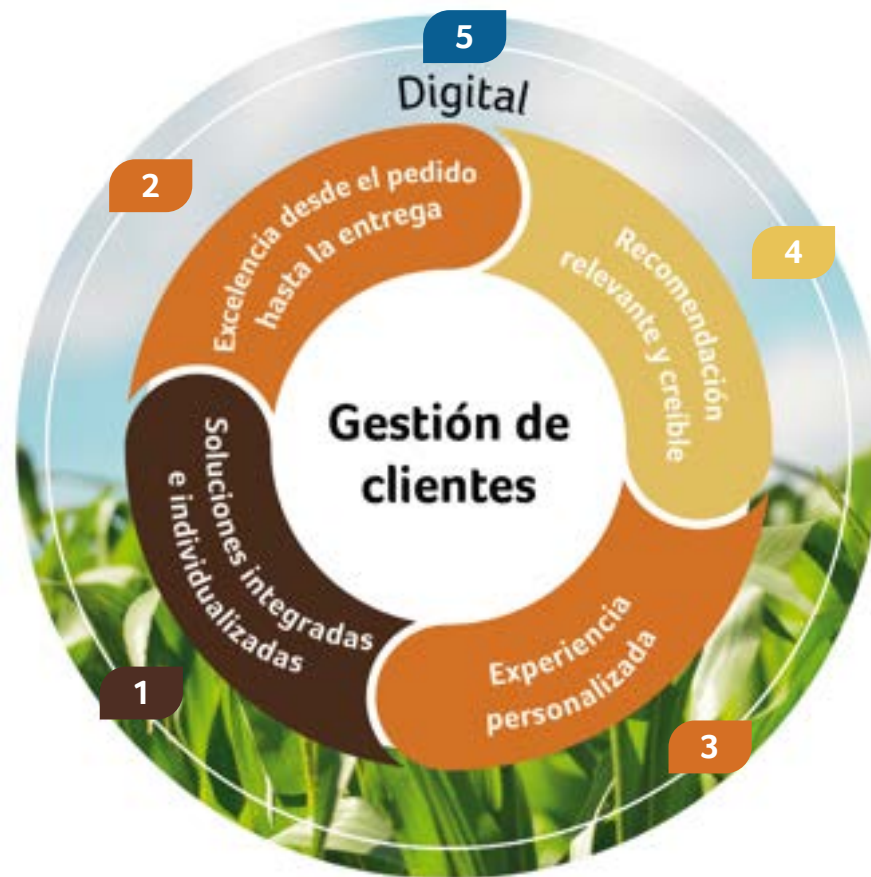 5
Digital
2
Excelencia desde el pedido
hasta la entrega
4
Recomendación
relevante y creíble
Gestión de
clientes
Soluciones integradas
e individualizadas
1
Experiencia
personalizada
3